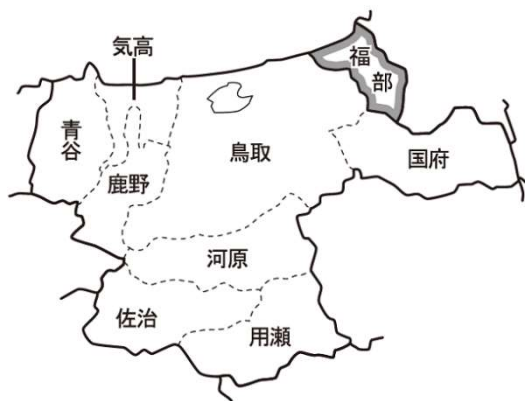 気高
福部
青谷
鳥取
国府
鹿野
河原
佐治
用瀬